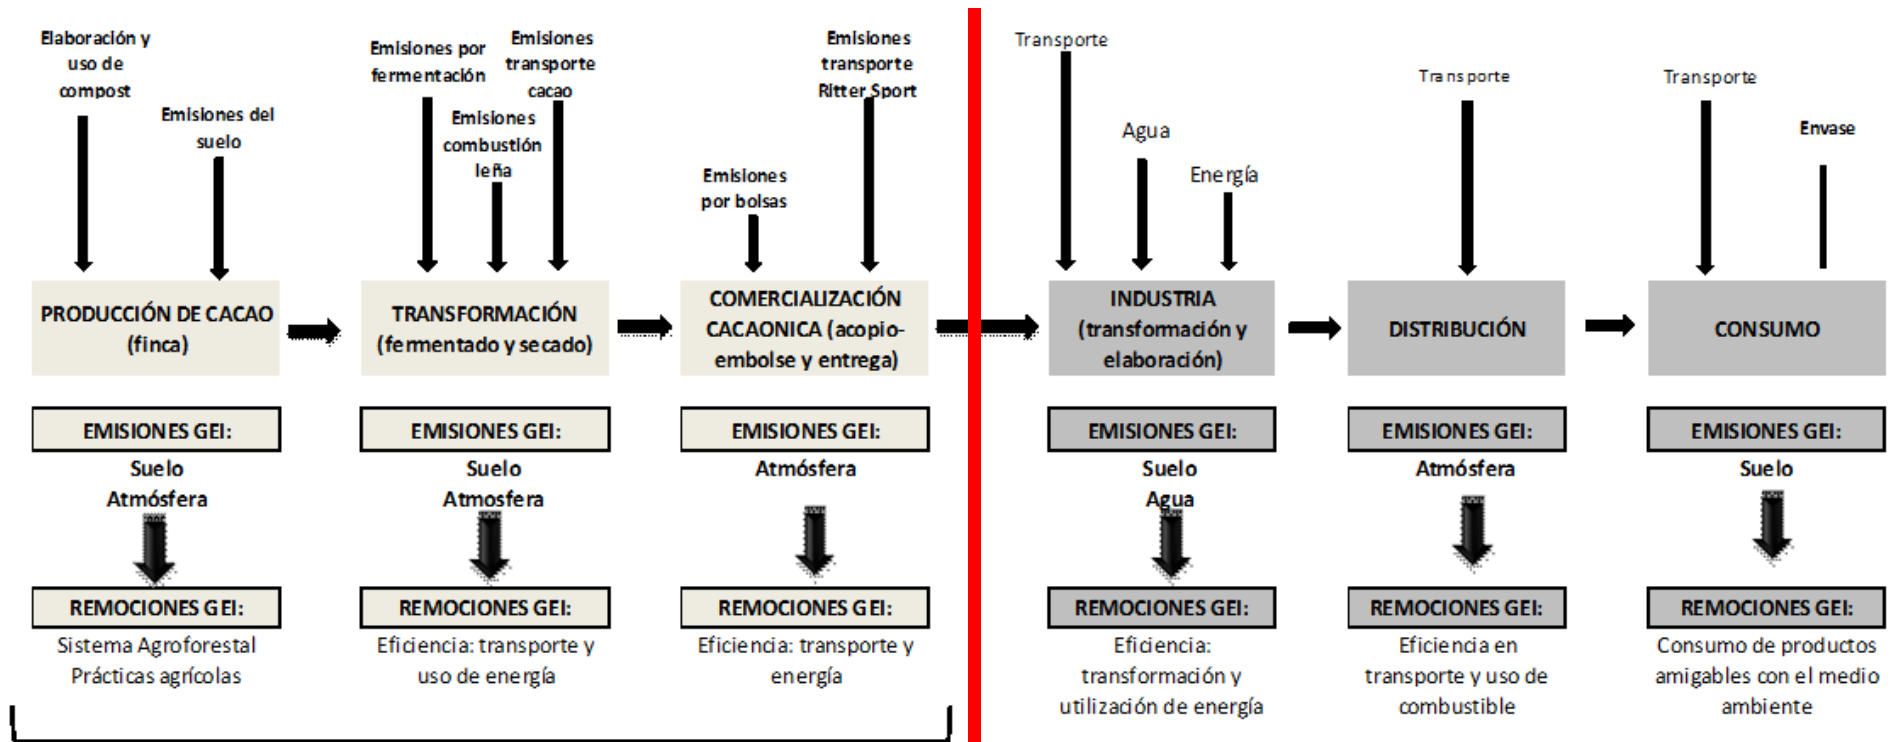 Elaboración y
uso de
compost
Emisiones del
suelo
Emisiones por
fermentación
Emisiones
combustión
leña
Emisiones
transporte
cacao
Emisiones
por bolsas
Emisiones
transporte
Ritter Sport
Transporte
Agua
Energía
Transporte
Transporte
Envase
PRODUCCIÓN DE CACAO
(finca)
TRANSFORMACIÓN
(fermentado y secado)
COMERCIALIZACIÓN
CACAONICA (acopio-
embolse y entrega)
INDUSTRIA
(transformación y
elaboración)
DISTRIBUCIÓN
CONSUMO
EMISIONES GEI:
Suelo
Atmósfera
EMISIONES GEI:
Suelo
Atmosfera
EMISIONES GEI:
Atmósfera
EMISIONES GEI:
Suelo
Agua
EMISIONES GEI:
Atmósfera
EMISIONES GEI:
Suelo
REMOCIONES GEI:
Sistema Agroforestal
Prácticas agrícolas
REMOCIONES GEI:
Eficiencia: transporte y
uso de energía
REMOCIONES GEI:
Eficiencia: transporte y
energía
REMOCIONES GEI:
Eficiencia:
transformación y
utilización de energía
REMOCIONES GEI:
Eficiencia en
transporte y uso de
combustible
REMOCIONES GEI:
Consumo de productos
amigables con el medio
ambiente